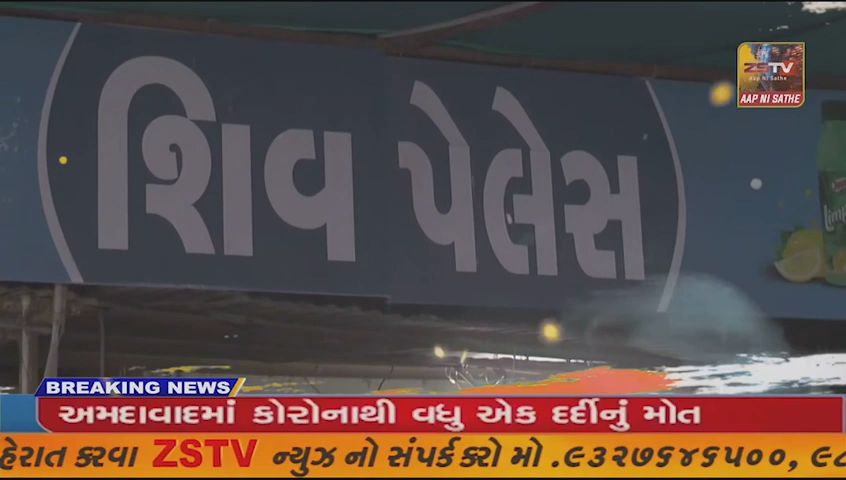 શિવ પેલેસ
ZSTV
Aap Ni Sathe
AAP NI SATHE
BREAKING NEWS
અમદાવાદમાં કોરોનાથી વધુ એક દર્દીનું મોત
હેરાત કરવા ZSTV ન્યુઝ નો સંપર્ક કરો મો .૯૩૨૭૬૪૬૫૦૦, ૯૮